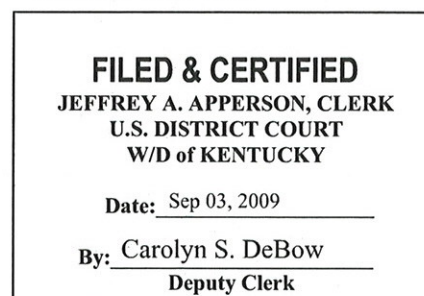 FILED & CERTIFIED
JEFFREY A. APPERSON, CLERK
U.S. DISTRICT COURT
W/D of KENTUCKY
Date: Sep 03, 2009
By: Carolyn S. DeBow
Deputy Clerk